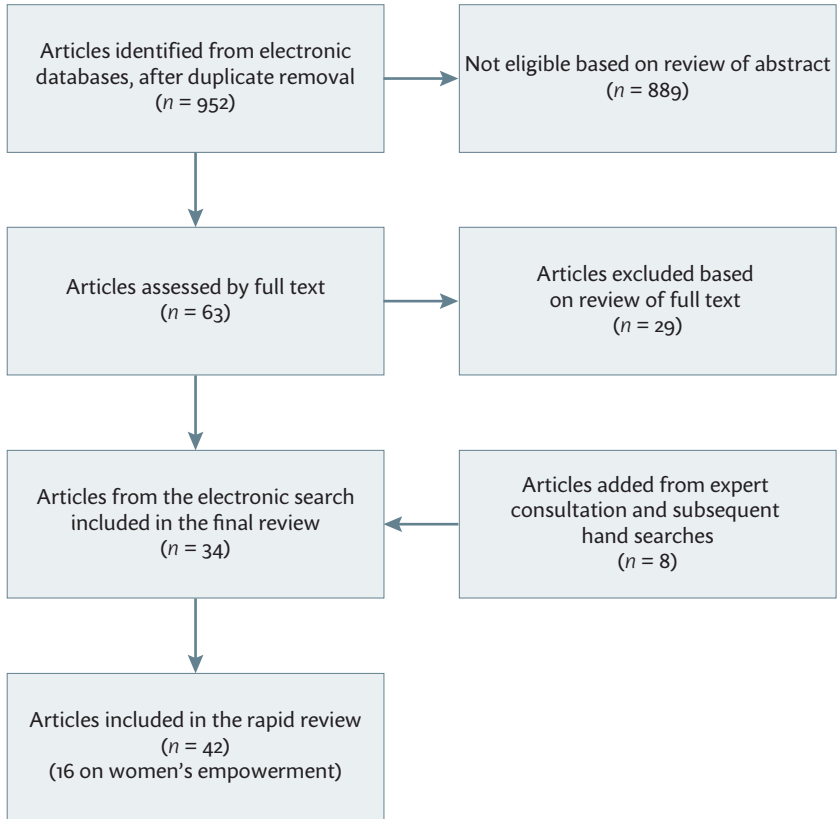 Articles identified from electronic
databases, after duplicate removal
(n = 952)
Not eligible based on review of abstract
(n = 889)
Articles assessed by full text
(n = 63)
Articles excluded based
on review of full text
(n = 29)
Articles from the electronic search
included in the final review
(n = 34)
Articles added from expert
consultation and subsequent
hand searches
(n = 8)
Articles included in the rapid review
(n = 42)
(16 on women’s empowerment)